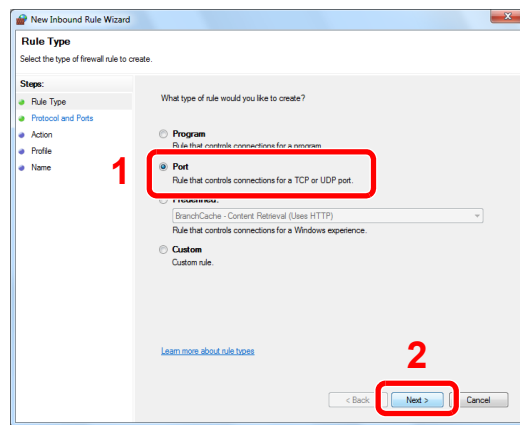 New Inbound Rule Wizard
Rule Type
Select the type of firewall rule to create.
Steps:
Rule Type
Protocol and Ports
Action
Profile
Name
What type of rule would you like to create?
Program
Rule that controls connections for a program.
1
Port
Rule that controls connections for a TCP or UDP port.
Predefined:
BranchCache - Content Retrieval (Uses HTTP)
Rule that controls connections for a Windows experience.
Custom
Custom rule.
Learn more about rule types
2
< Back
Next >
Cancel